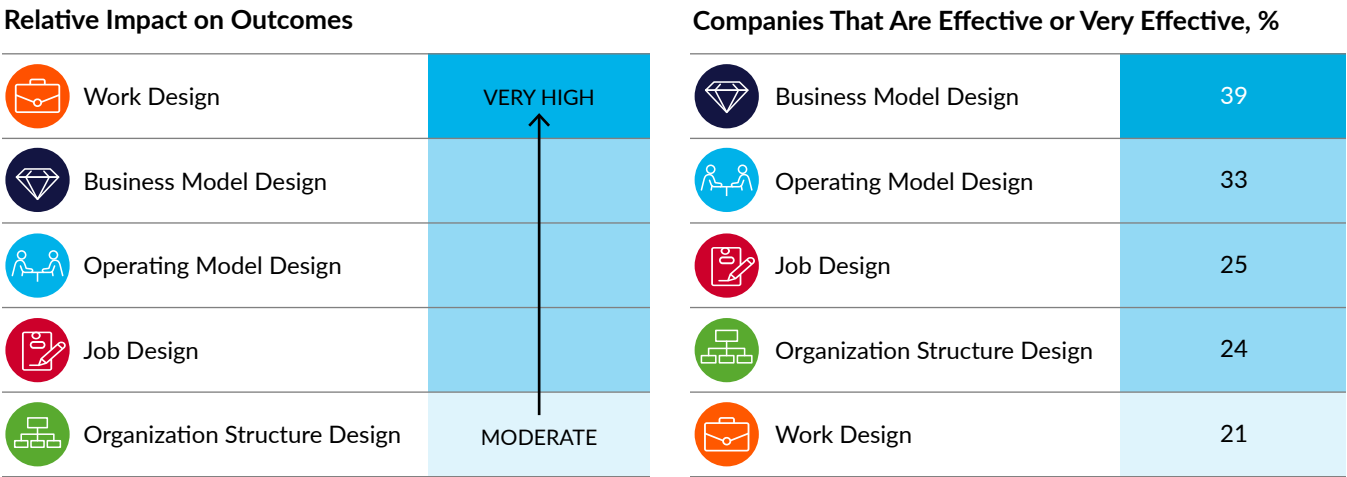 Relative Impact on Outcomes
Work Design
VERY HIGH
Business Model Design
Operating Model Design
Job Design
Organization Structure Design
MODERATE
Companies That Are Effective or Very Effective, %
Business Model Design
39
Operating Model Design
33
Job Design
25
Organization Structure Design
24
Work Design
21